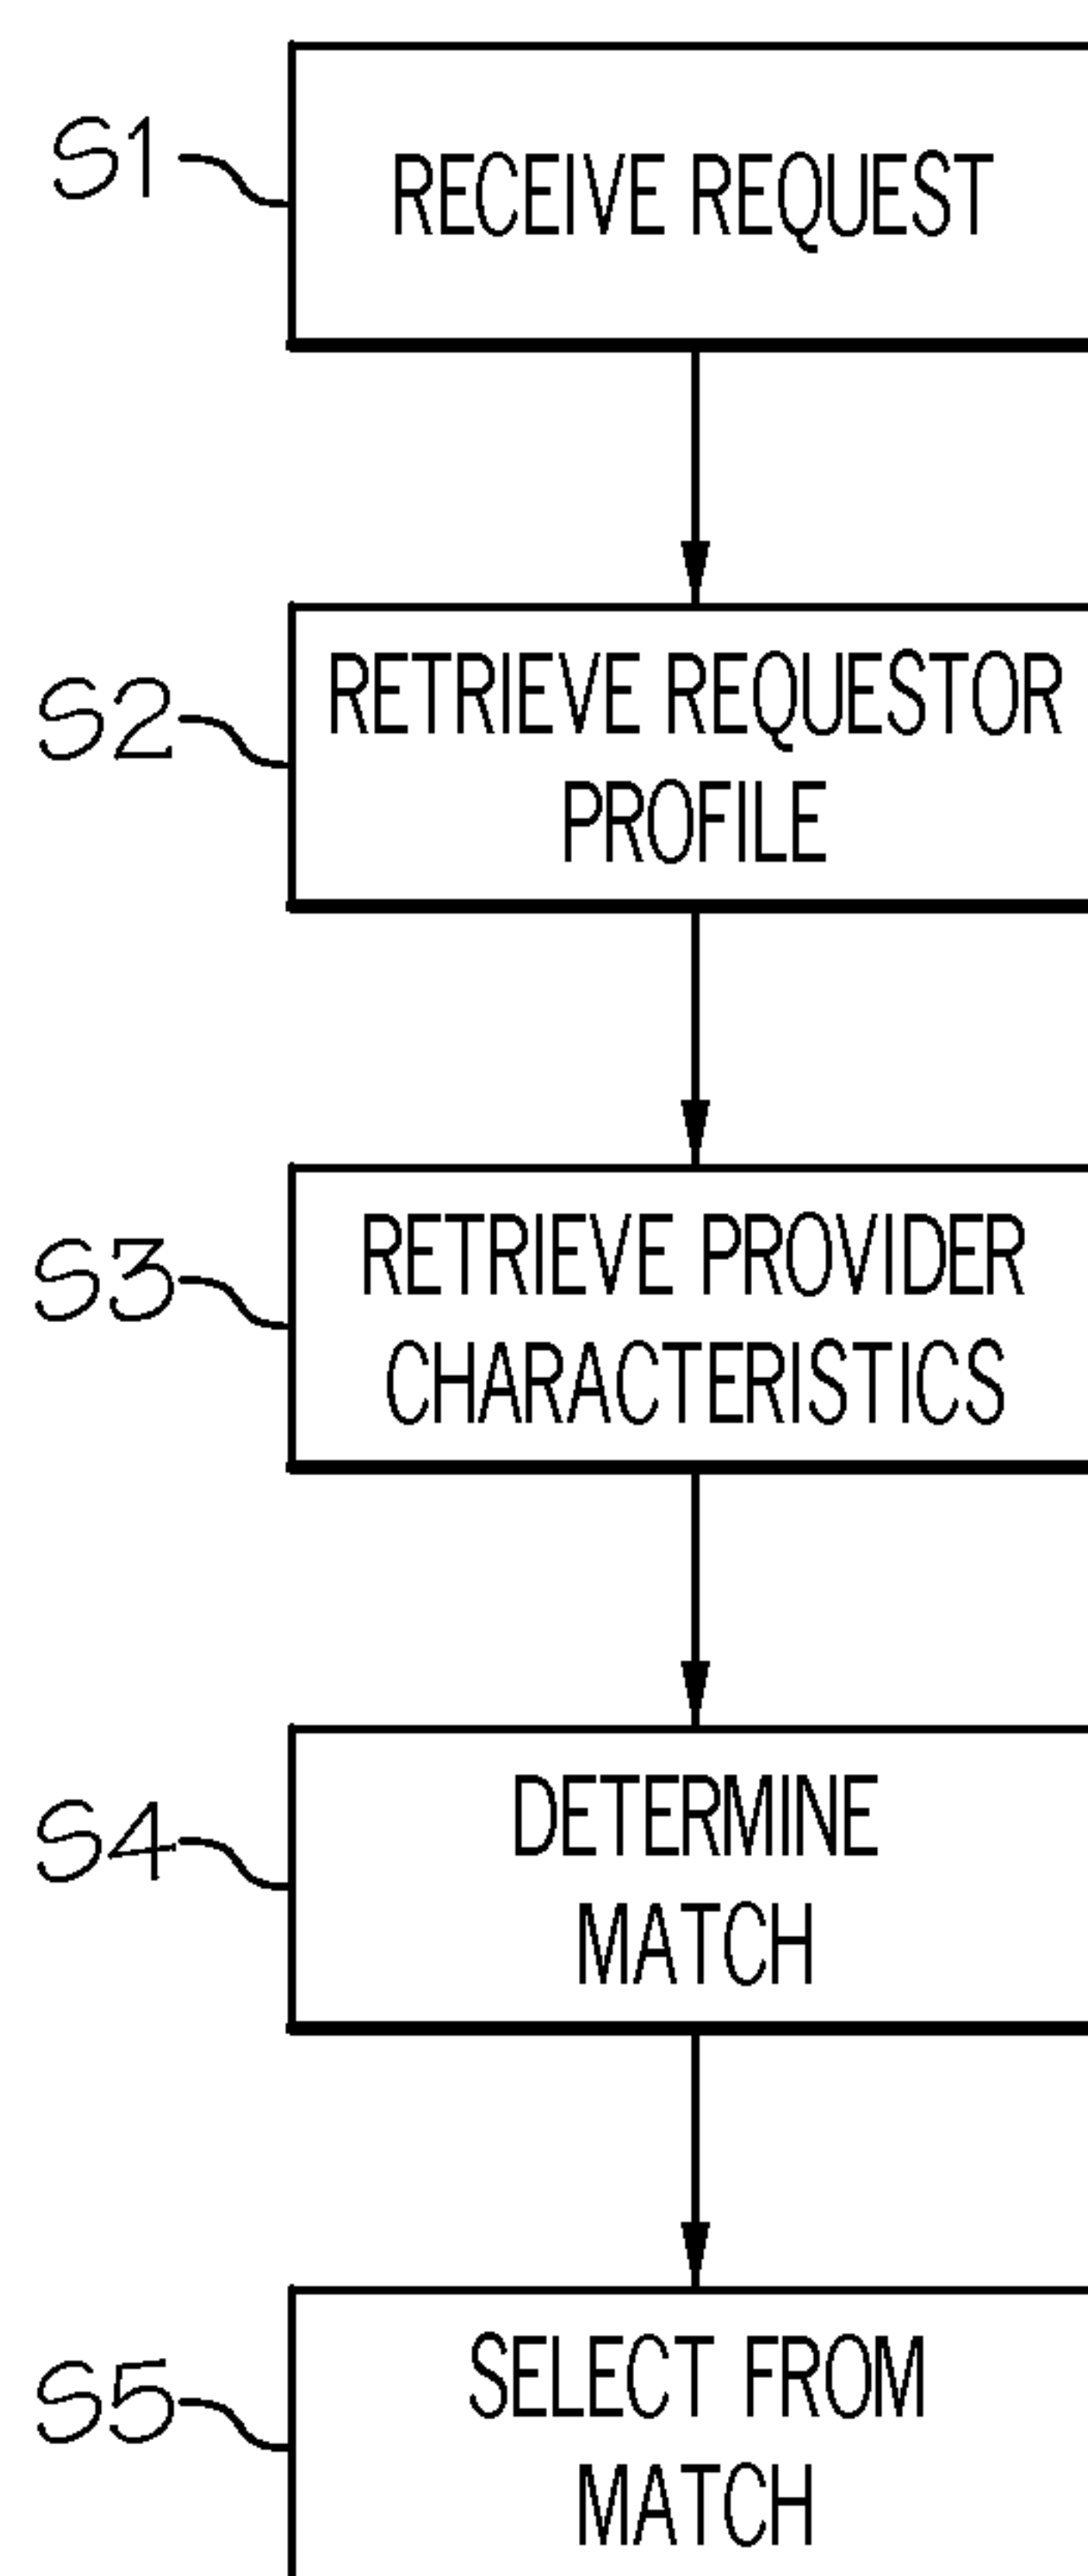 S1
RECEIVE REQUEST
S2
RETRIEVE REQUESTOR
PROFILE
S3
RETRIEVE PROVIDER
CHARACTERISTICS
S4
DETERMINE
MATCH
S5
SELECT FROM
MATCH